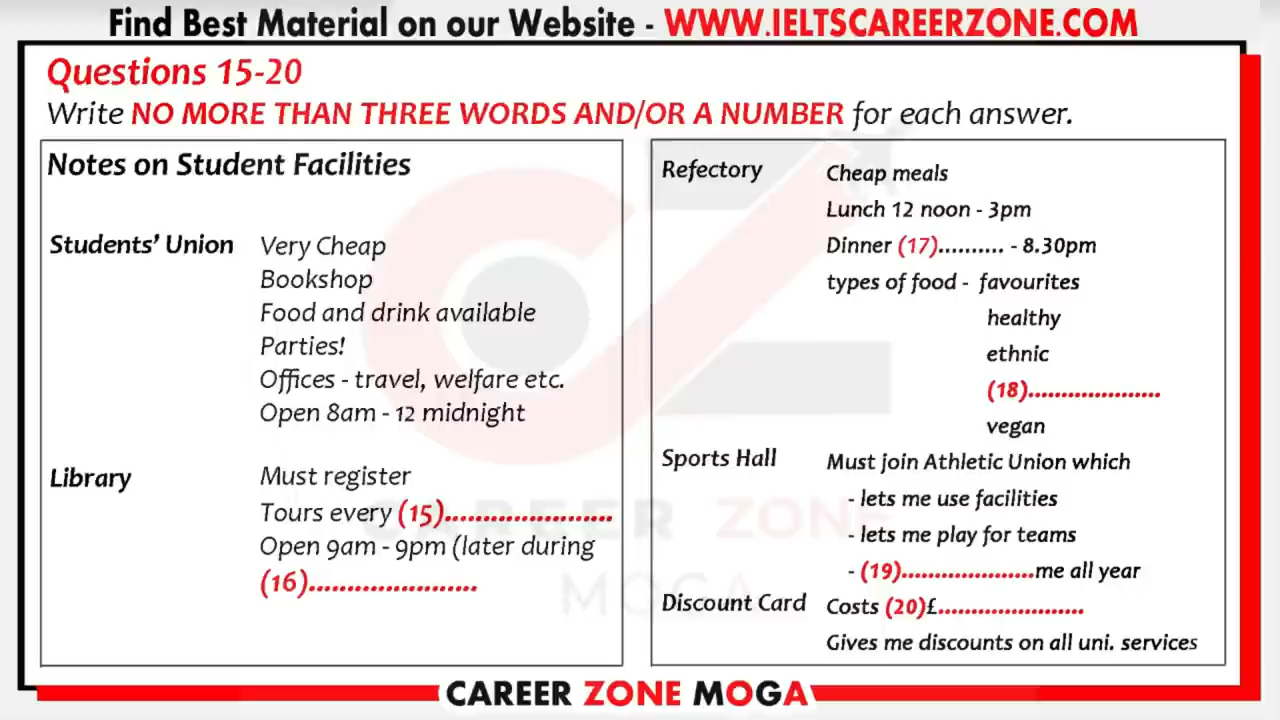 Find Best Material on our Website - WWW.IELTSCAREERZONE.COM
Questions 15-20
Write NO MORE THAN THREE WORDS AND/OR A NUMBER for each answer.
Notes on Student Facilities
Students' Union Very Cheap
Bookshop
Food and drink available
Parties!
Offices - travel, welfare etc.
Open 8am - 12 midnight
Library Must register
Tours every (15).......................
Open 9am - 9pm (later during
(16).......................
Refectory Cheap meals
Lunch 12 noon - 3pm
Dinner (17).......... - 8.30pm
types of food - favourites
healthy
ethnic
(18)....................
vegan
Sports Hall Must join Athletic Union which
- lets me use facilities
- lets me play for teams
- (19)....................me all year
Discount Card Costs (20)£......................
Gives me discounts on all uni. services
CAREER ZONE
MOGA
CAREER ZONE MOGA